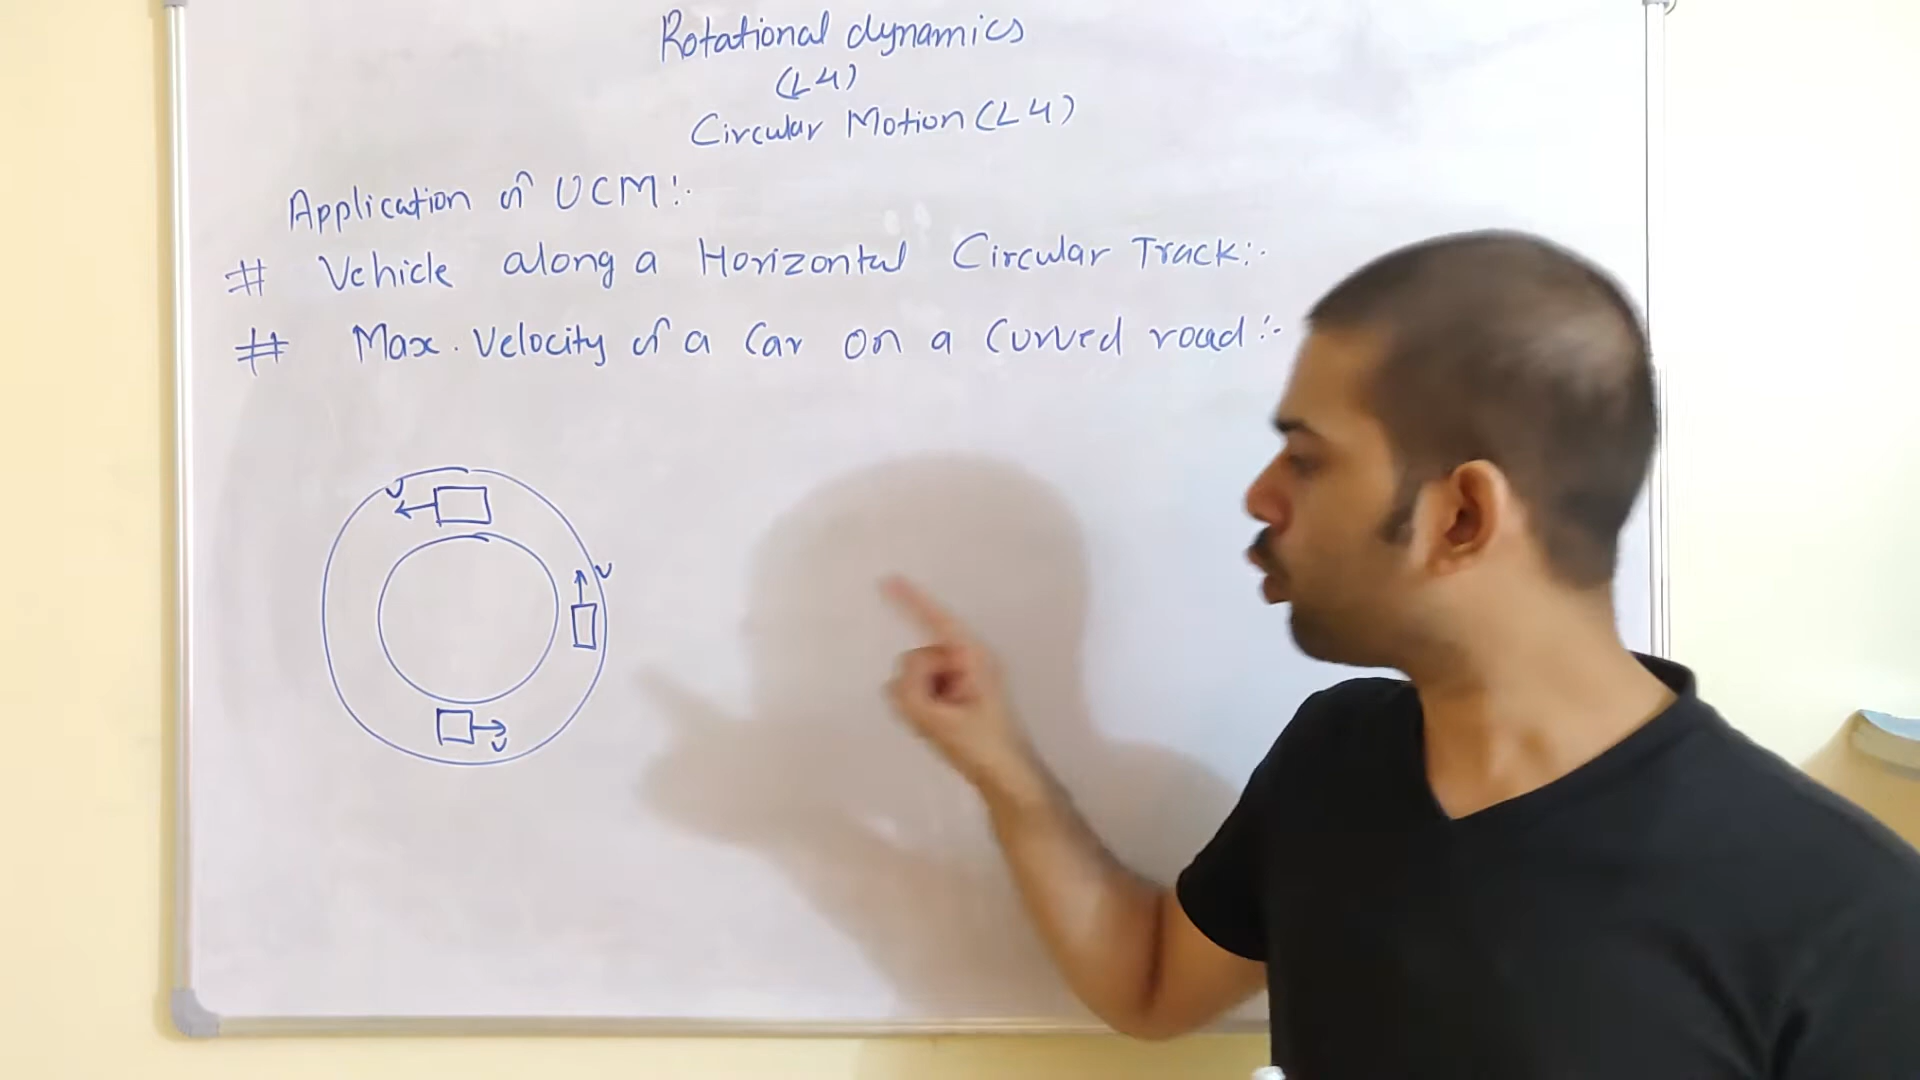 Rotational dynamics
(L4)
Circular Motion (L4)
Application of UCM:-
# Vehicle along a Horizontal Circular Track:-
# Max. Velocity of a Car on a Curved road:-
v
v
v